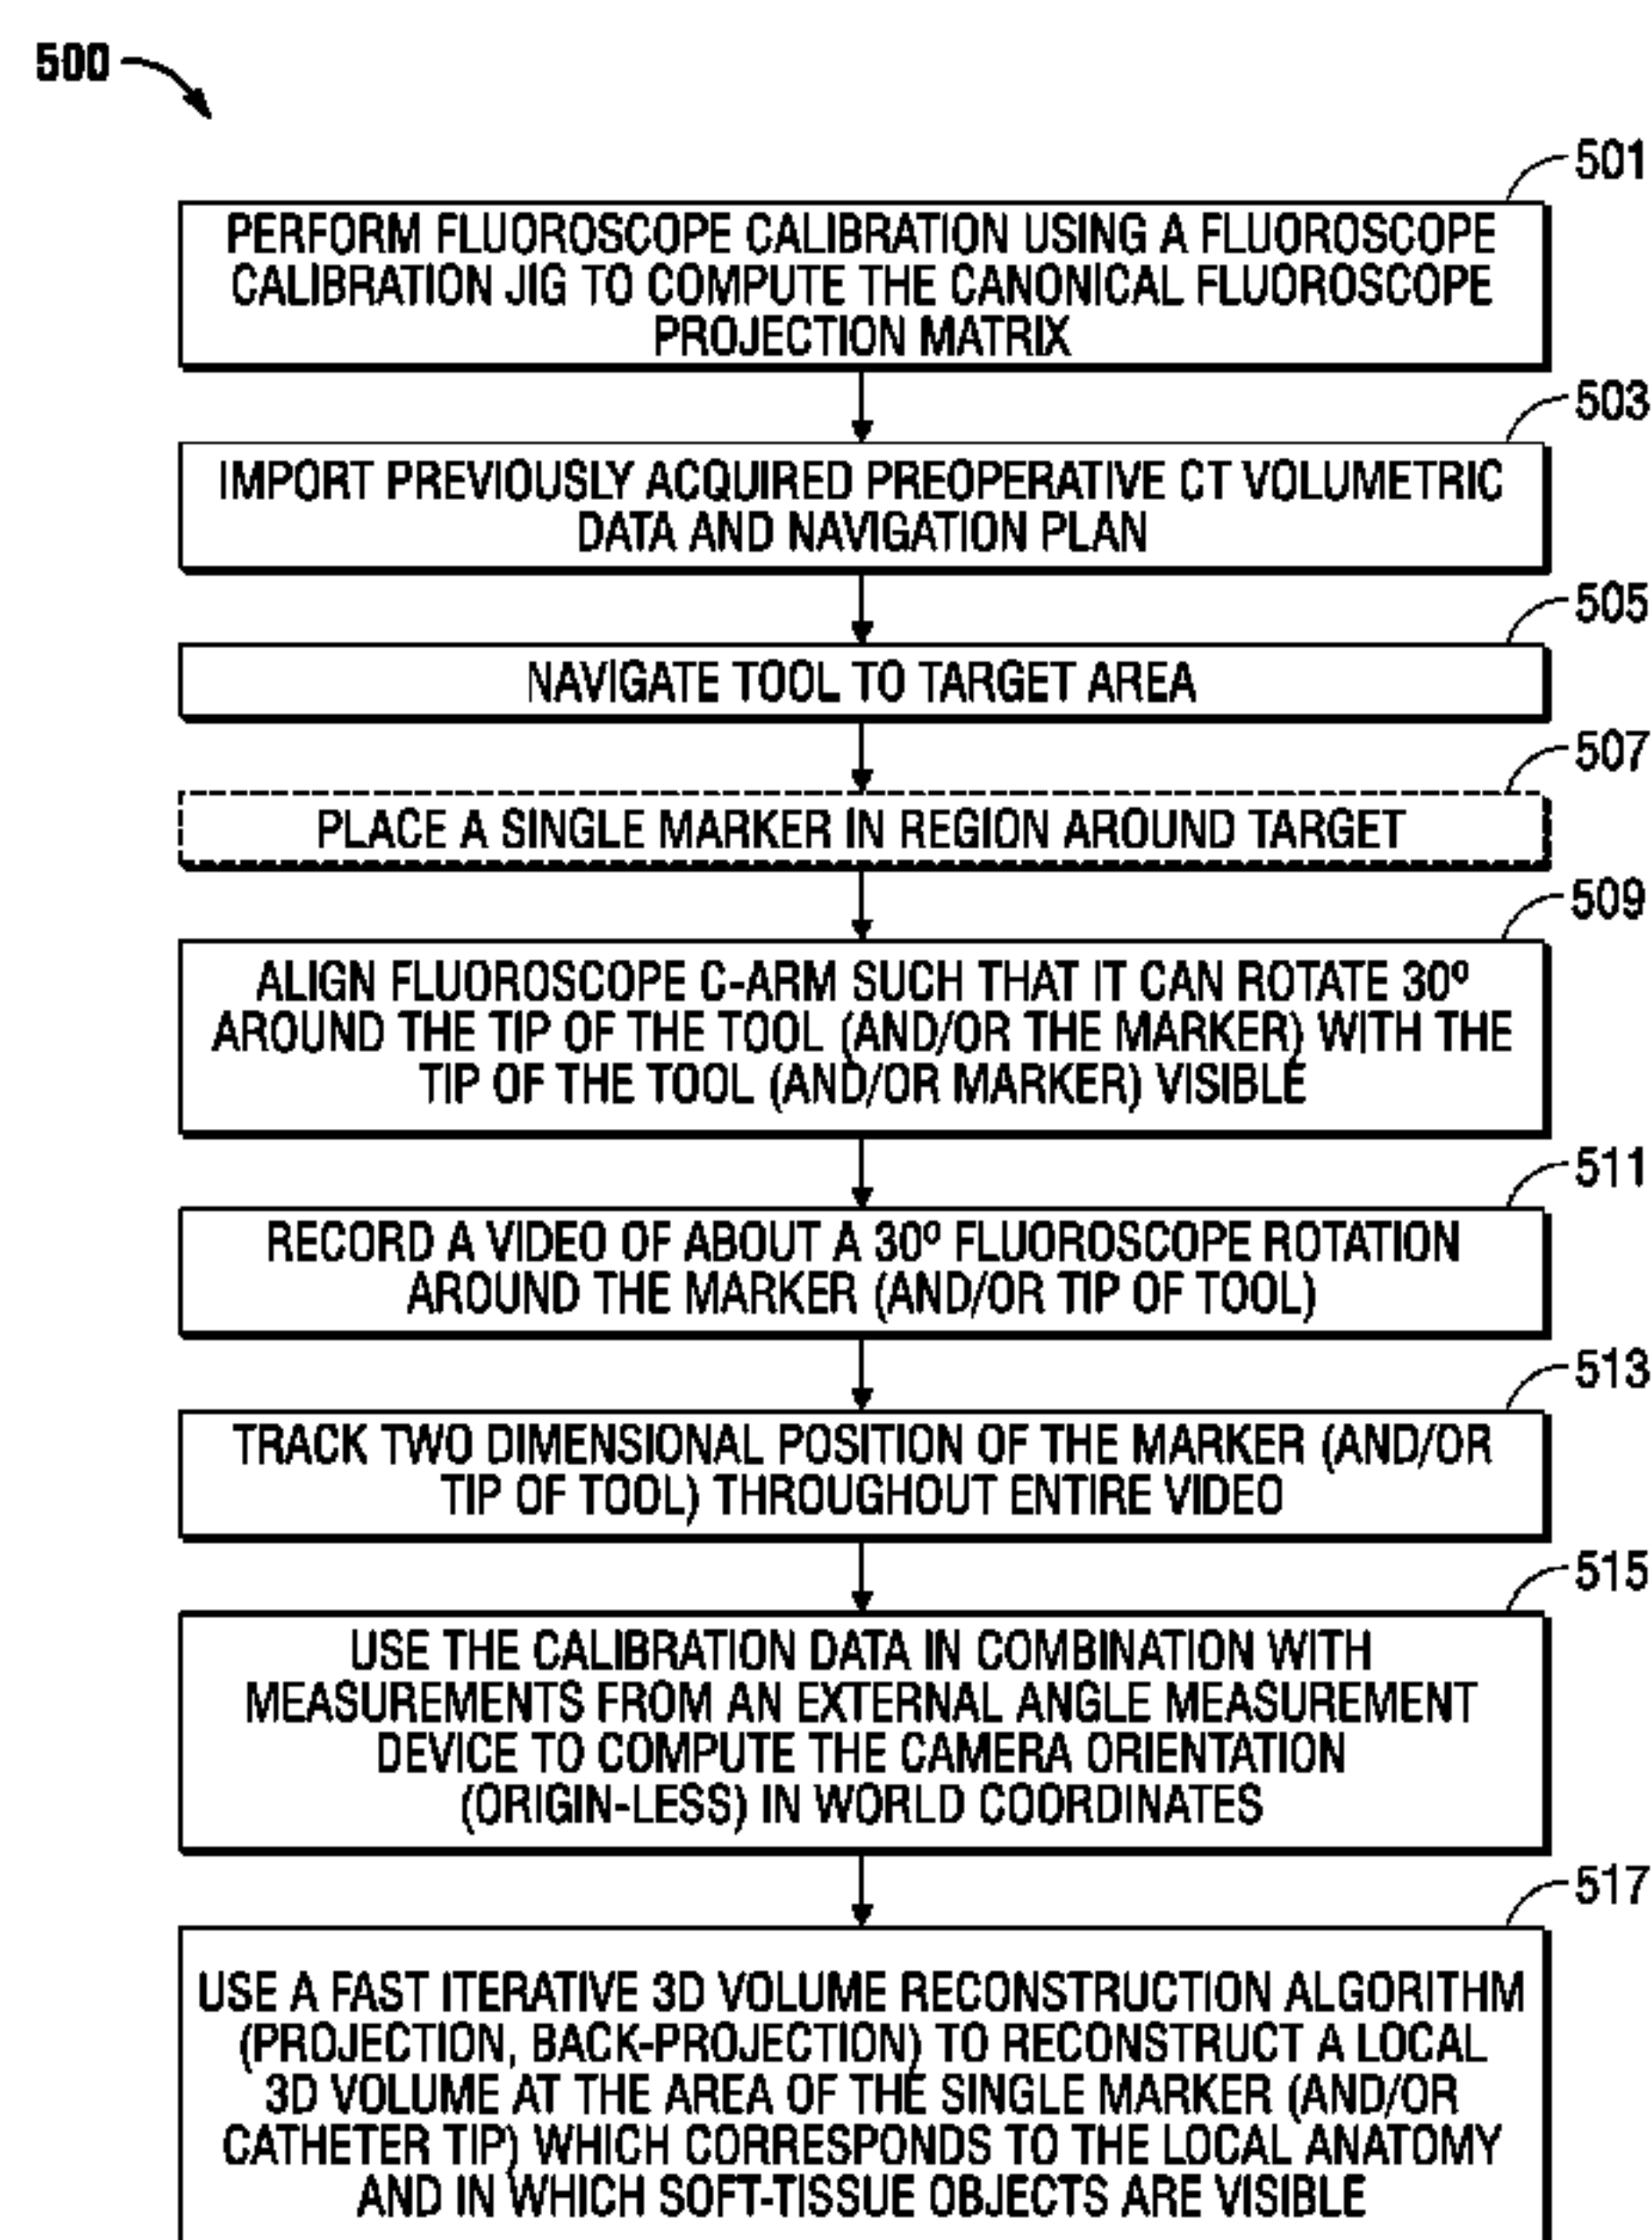 500
501
PERFORM FLUOROSCOPE CALIBRATION USING A FLUOROSCOPE
CALIBRATION JIG TO COMPUTE THE CANONICAL FLUOROSCOPE
PROJECTION MATRIX
503
IMPORT PREVIOUSLY ACQUIRED PREOPERATIVE CT VOLUMETRIC
DATA AND NAVIGATION PLAN
505
NAVIGATE TOOL TO TARGET AREA
507
PLACE A SINGLE MARKER IN REGION AROUND TARGET
509
ALIGN FLUOROSCOPE C-ARM SUCH THAT IT CAN ROTATE 30º
AROUND THE TIP OF THE TOOL (AND/OR THE MARKER) WITH THE
TIP OF THE TOOL (AND/OR MARKER) VISIBLE
511
RECORD A VIDEO OF ABOUT A 30º FLUOROSCOPE ROTATION
AROUND THE MARKER (AND/OR TIP OF TOOL)
513
TRACK TWO DIMENSIONAL POSITION OF THE MARKER (AND/OR
TIP OF TOOL) THROUGHOUT ENTIRE VIDEO
515
USE THE CALIBRATION DATA IN COMBINATION WITH
MEASUREMENTS FROM AN EXTERNAL ANGLE MEASUREMENT
DEVICE TO COMPUTE THE CAMERA ORIENTATION
(ORIGIN-LESS) IN WORLD COORDINATES
517
USE A FAST ITERATIVE 3D VOLUME RECONSTRUCTION ALGORITHM
(PROJECTION, BACK-PROJECTION) TO RECONSTRUCT A LOCAL
3D VOLUME AT THE AREA OF THE SINGLE MARKER (AND/OR
CATHETER TIP) WHICH CORRESPONDS TO THE LOCAL ANATOMY
AND IN WHICH SOFT-TISSUE OBJECTS ARE VISIBLE